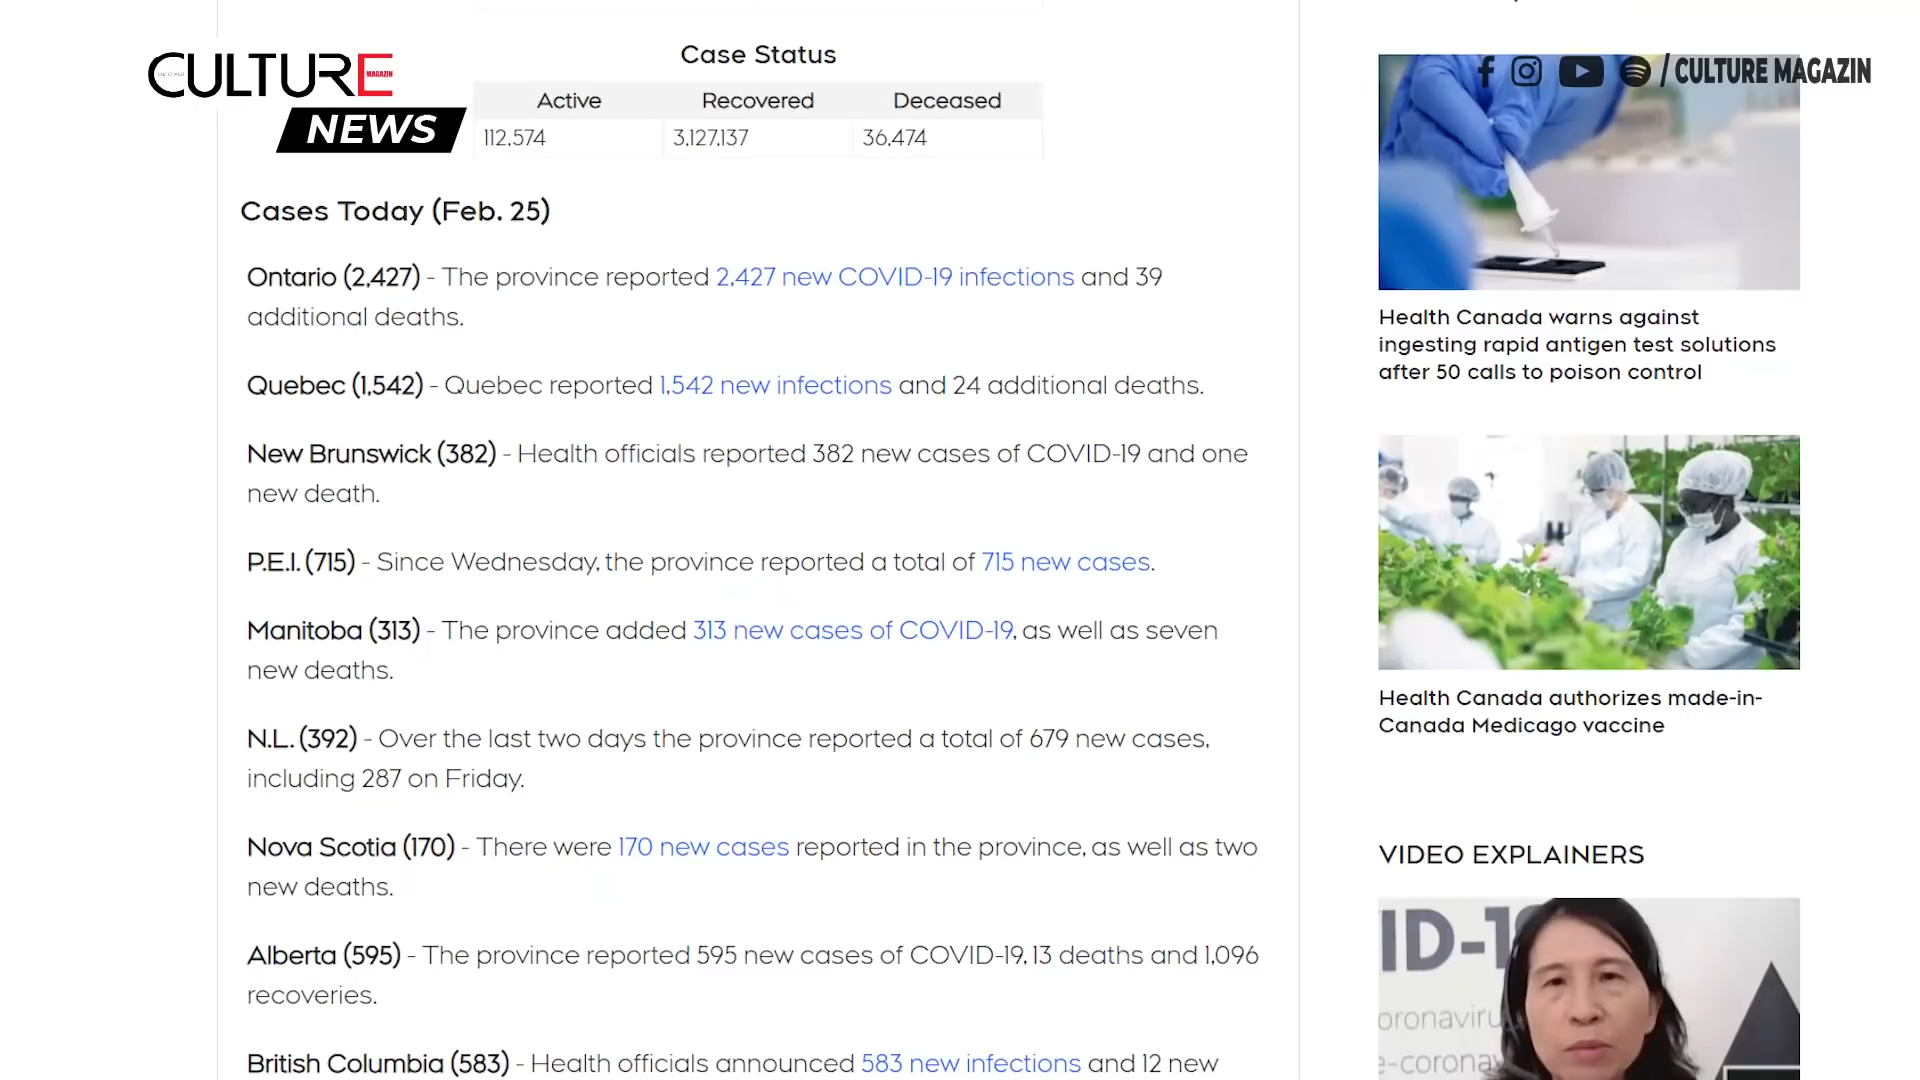 CULTURE
MAGAZIN
NEWS
/ CULTURE MAGAZIN
Case Status
Active Recovered Deceased
112,574 3,127,137 36,474
Cases Today (Feb. 25)
Ontario (2,427) - The province reported 2,427 new COVID-19 infections and 39
additional deaths.
Quebec (1,542) - Quebec reported 1,542 new infections and 24 additional deaths.
New Brunswick (382) - Health officials reported 382 new cases of COVID-19 and one
new death.
P.E.I. (715) - Since Wednesday, the province reported a total of 715 new cases.
Manitoba (313) - The province added 313 new cases of COVID-19, as well as seven
new deaths.
N.L. (392) - Over the last two days the province reported a total of 679 new cases,
including 287 on Friday.
Nova Scotia (170) - There were 170 new cases reported in the province, as well as two
new deaths.
Alberta (595) - The province reported 595 new cases of COVID-19, 13 deaths and 1,096
recoveries.
British Columbia (583) - Health officials announced 583 new infections and 12 new
Health Canada warns against
ingesting rapid antigen test solutions
after 50 calls to poison control
Health Canada authorizes made-in-
Canada Medicago vaccine
VIDEO EXPLAINERS
ID-19
oronaviru
e-coronav